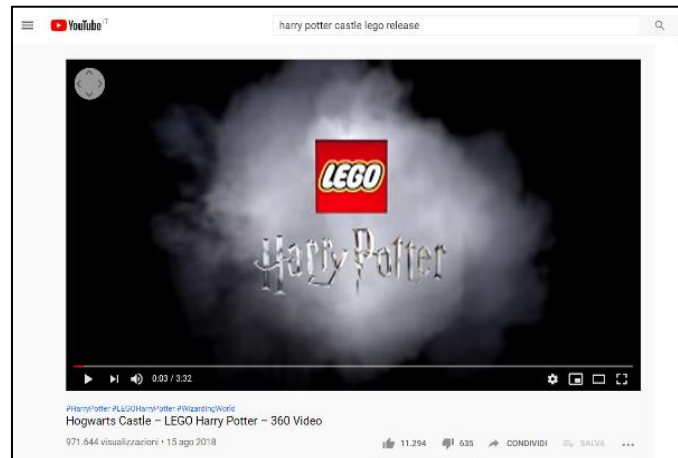 YouTube IT
harry potter castle lego release
LEGO
Harry Potter
0:03 / 3:32
#HarryPotter #LEGOHarryPotter #WizardingWorld
Hogwarts Castle – LEGO Harry Potter – 360 Video
971.644 visualizzazioni • 15 ago 2018
11.294 635 CONDIVIDI SALVA